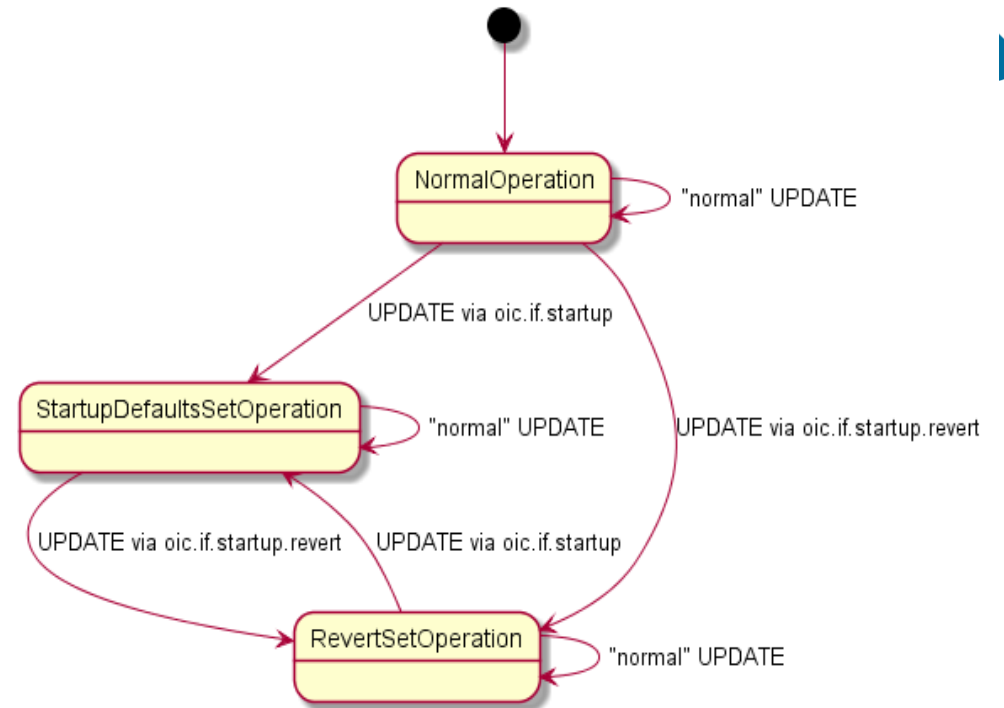 NormalOperation
"normal" UPDATE
UPDATE via oic.if.startup
StartupDefaultsSetOperation
"normal" UPDATE
UPDATE via oic.if.startup.revert
UPDATE via oic.if.startup.revert
UPDATE via oic.if.startup
RevertSetOperation
"normal" UPDATE